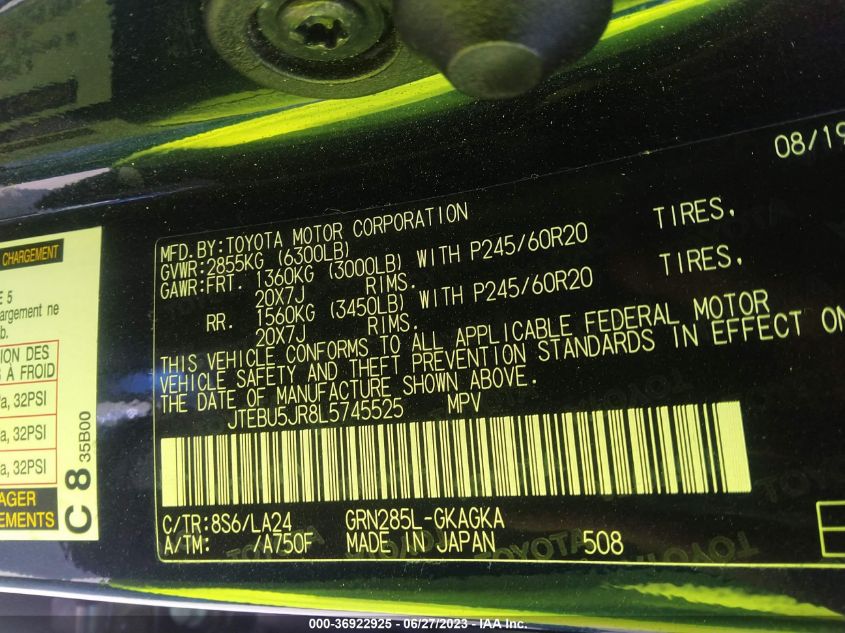 08/19
MFD.BY:TOYOTA MOTOR CORPORATION
GVWR:2855KG (6300LB)
GAWR:FRT. 1360KG (3000LB) WITH P245/60R20 TIRES,
20X7J RIMS.
RR. 1560KG (3450LB) WITH P245/60R20 TIRES,
20X7J RIMS.
THIS VEHICLE CONFORMS TO ALL APPLICABLE FEDERAL MOTOR
VEHICLE SAFETY AND THEFT PREVENTION STANDARDS IN EFFECT ON
THE DATE OF MANUFACTURE SHOWN ABOVE.
JTEBU5JR8L5745525 MPV
C/TR:8S6/LA24 GRN285L-GKAGKA
A/TM: /A750F MADE IN JAPAN 508
CHARGEMENT
E 5
argement ne
b.
ION DES
S À FROID
a, 32PSI
a, 32PSI
a, 32PSI
AGER
EMENTS
C 8 35B00
TOYOTA
TOYOTA
TOYOTA
TOYOTA
000-36922925 - 06/27/2023 - IAA Inc.